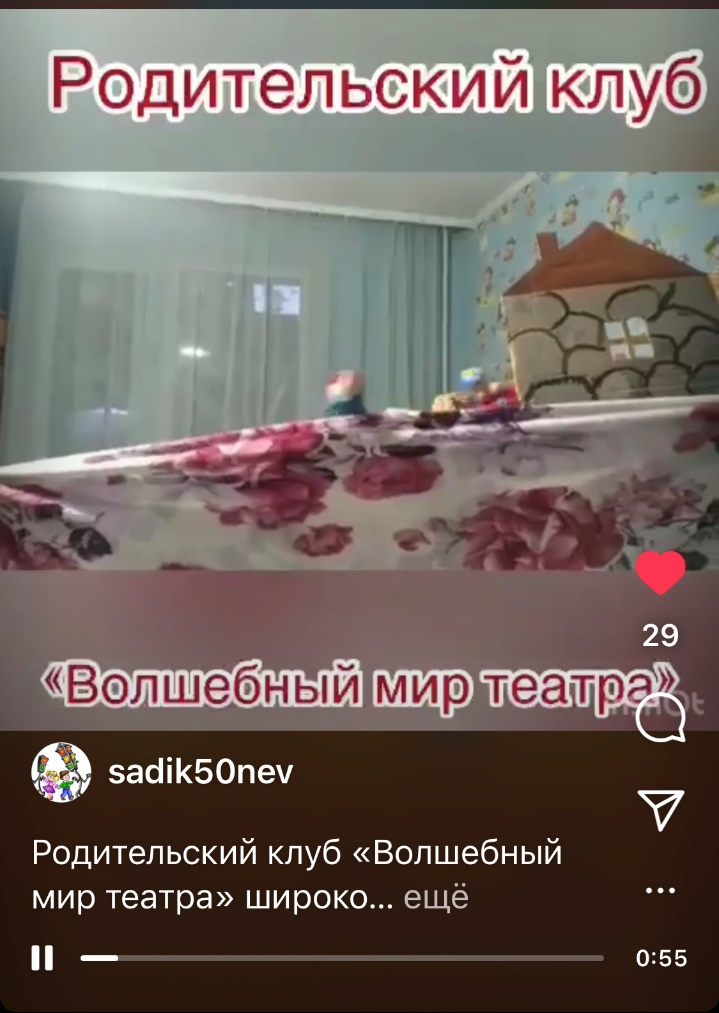 Родительский клуб
«Волшебный мир театра»
29
sadik50nev
Родительский клуб «Волшебный
мир театра» широко... ещё
0:55